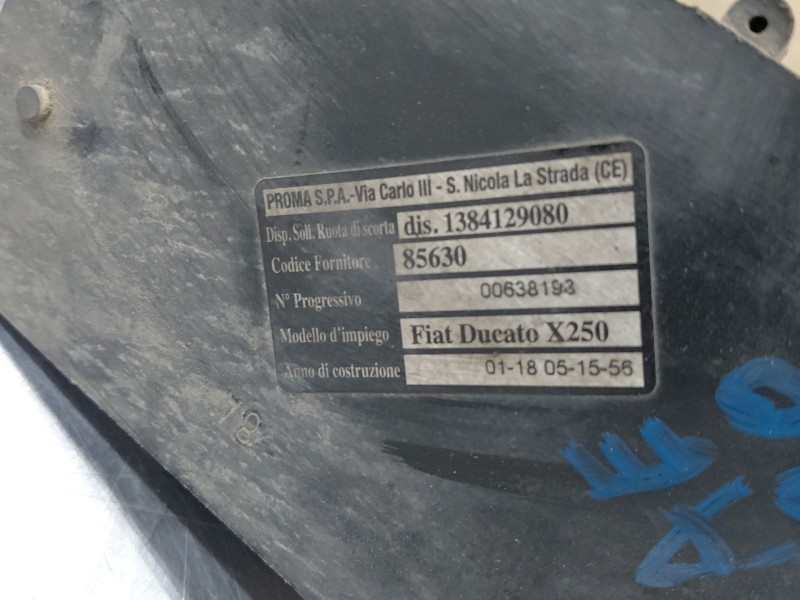 PROMA S.P.A.-Via Carlo III - S. Nicola La Strada (CE)
Disp. Soll. Ruota di scorta dis. 1384129080
Codice Fornitore 85630
N° Progressivo 00638193
Modello d'impiego Fiat Ducato X250
Anno di costruzione 01-18 05-15-56
78